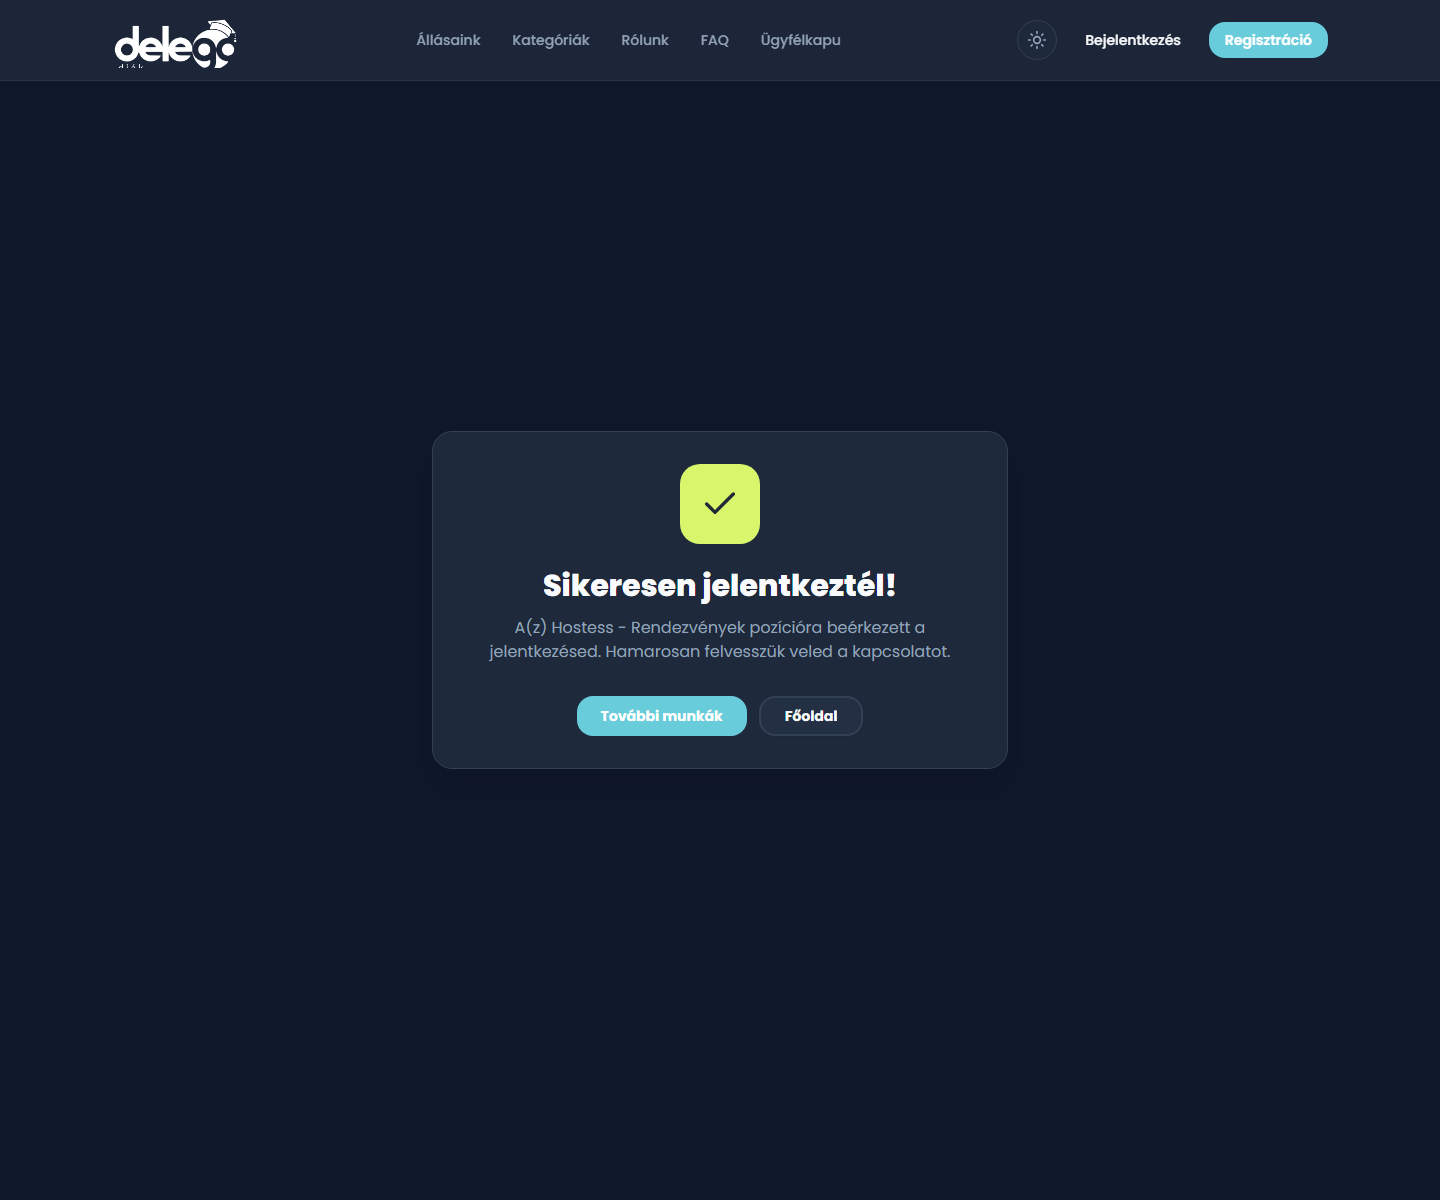 delego
diák
Állásaink
Kategóriák
Rólunk
FAQ
Ügyfélkapu
Bejelentkezés
Regisztráció
Sikeresen jelentkeztél!
A(z) Hostess - Rendezvények pozícióra beérkezett a
jelentkezésed. Hamarosan felvesszük veled a kapcsolatot.
További munkák
Főoldal